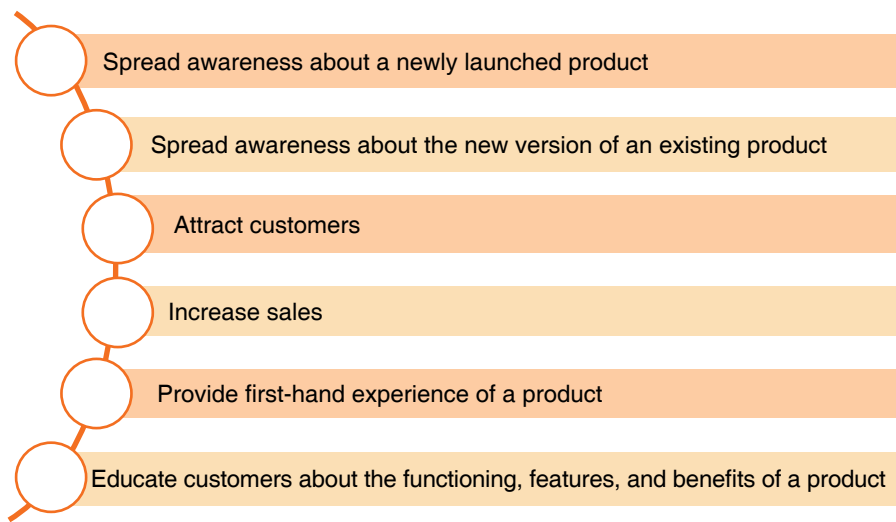 Spread awareness about a newly launched product
Spread awareness about the new version of an existing product
Attract customers
Increase sales
Provide first-hand experience of a product
Educate customers about the functioning, features, and benefits of a product